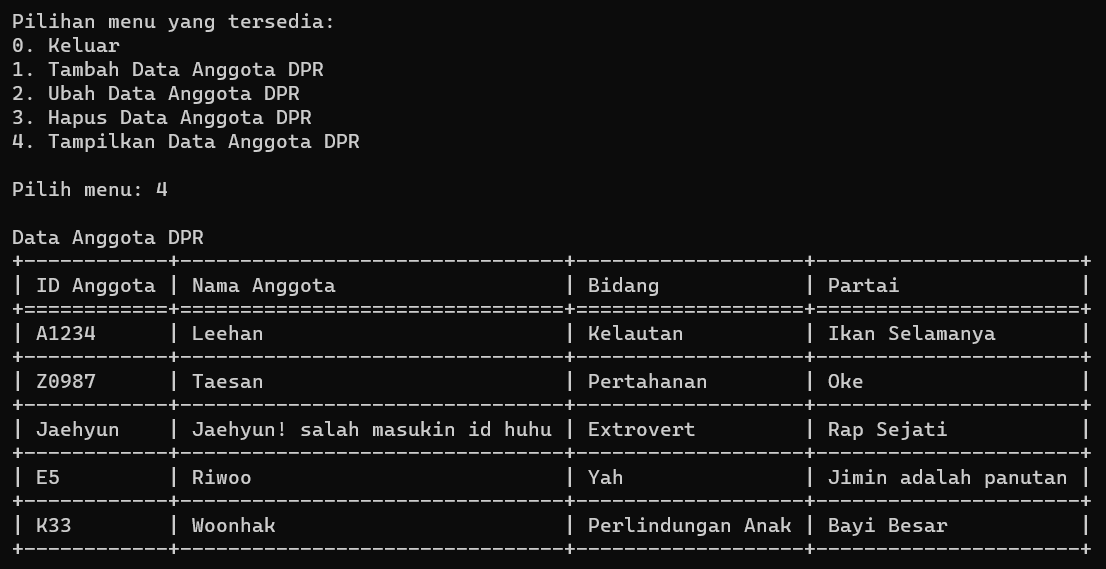 Pilihan menu yang tersedia:
0. Keluar
1. Tambah Data Anggota DPR
2. Ubah Data Anggota DPR
3. Hapus Data Anggota DPR
4. Tampilkan Data Anggota DPR
Pilih menu: 4
Data Anggota DPR
+------------+--------------------------------+-------------------+----------------------+
| ID Anggota | Nama Anggota                   | Bidang            | Partai               |
+============+================================+===================+======================+
| A1234      | Leehan                         | Kelautan          | Ikan Selamanya       |
+------------+--------------------------------+-------------------+----------------------+
| Z0987      | Taesan                         | Pertahanan        | Oke                  |
+------------+--------------------------------+-------------------+----------------------+
| Jaehyun    | Jaehyun! salah masukin id huhu | Extrovert         | Rap Sejati           |
+------------+--------------------------------+-------------------+----------------------+
| E5         | Riwoo                          | Yah               | Jimin adalah panutan |
+------------+--------------------------------+-------------------+----------------------+
| K33        | Woonhak                        | Perlindungan Anak | Bayi Besar           |
+------------+--------------------------------+-------------------+----------------------+